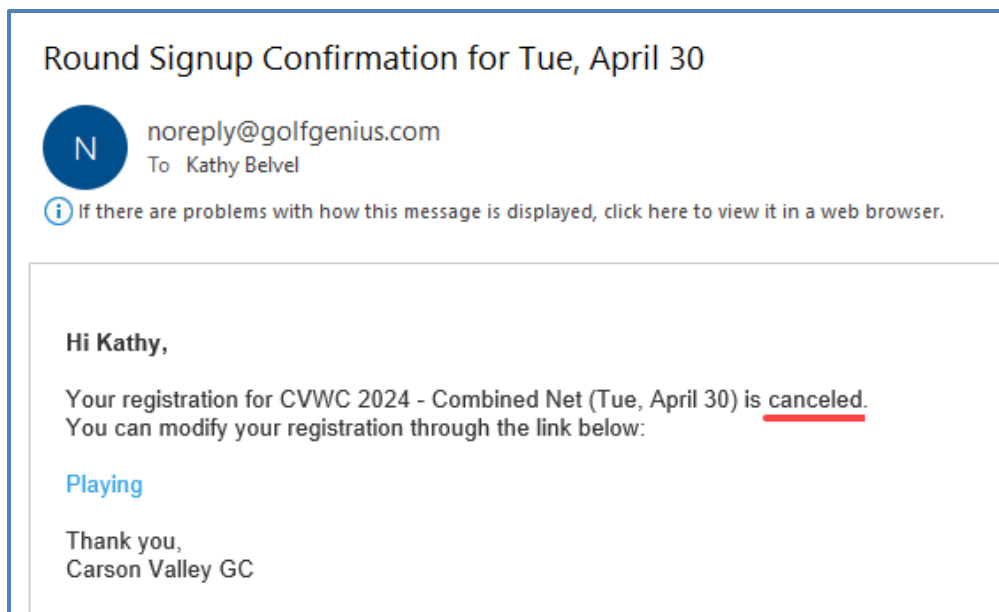 Round Signup Confirmation for Tue, April 30
N
noreply@golfgenius.com
To Kathy Belvel
i If there are problems with how this message is displayed, click here to view it in a web browser.
Hi Kathy,
Your registration for CVWC 2024 - Combined Net (Tue, April 30) is canceled.
You can modify your registration through the link below:
Playing
Thank you,
Carson Valley GC